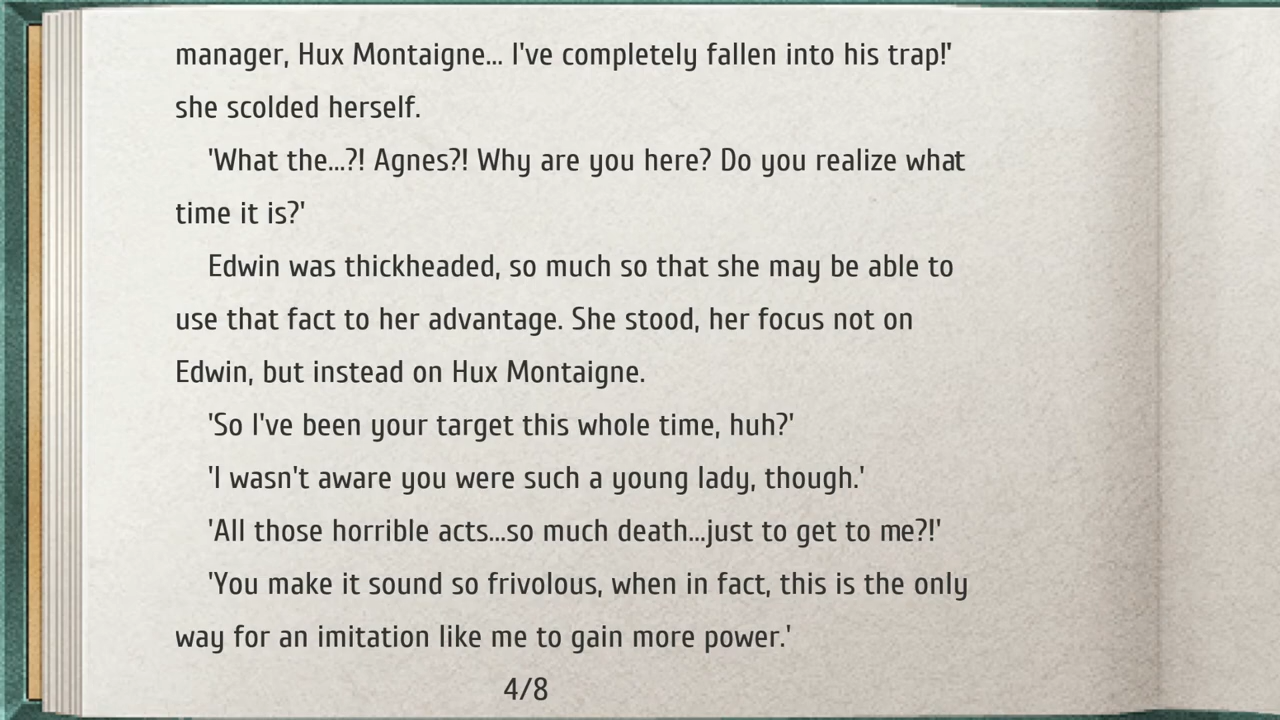 manager, Hux Montaigne... I've completely fallen into his trap!'
she scolded herself.
'What the...?! Agnes?! Why are you here? Do you realize what
time it is?'
Edwin was thickheaded, so much so that she may be able to
use that fact to her advantage. She stood, her focus not on
Edwin, but instead on Hux Montaigne.
'So I've been your target this whole time, huh?'
'I wasn't aware you were such a young lady, though.'
'All those horrible acts...so much death...just to get to me?!'
'You make it sound so frivolous, when in fact, this is the only
way for an imitation like me to gain more power.'
4/8